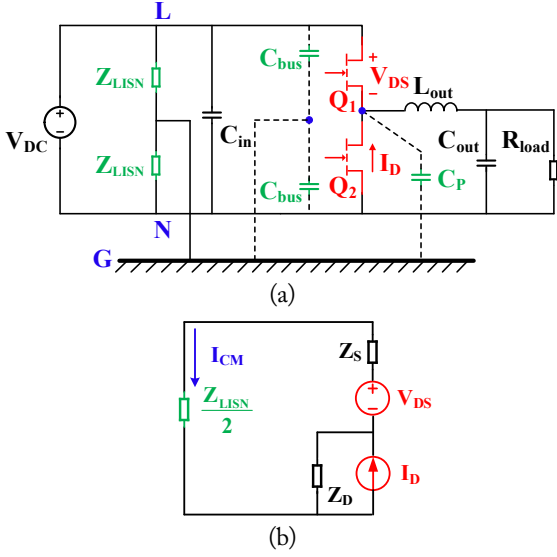 L
Z_LISN
C_bus
+
V_DS
−
L_out
Q_1
+
−
V_DC
C_in
C_out
R_load
Z_LISN
C_bus
I_D
Q_2
C_P
N
G
(a)
I_CM
Z_S
+
−
V_DS
Z_LISN
2
Z_D
I_D
(b)